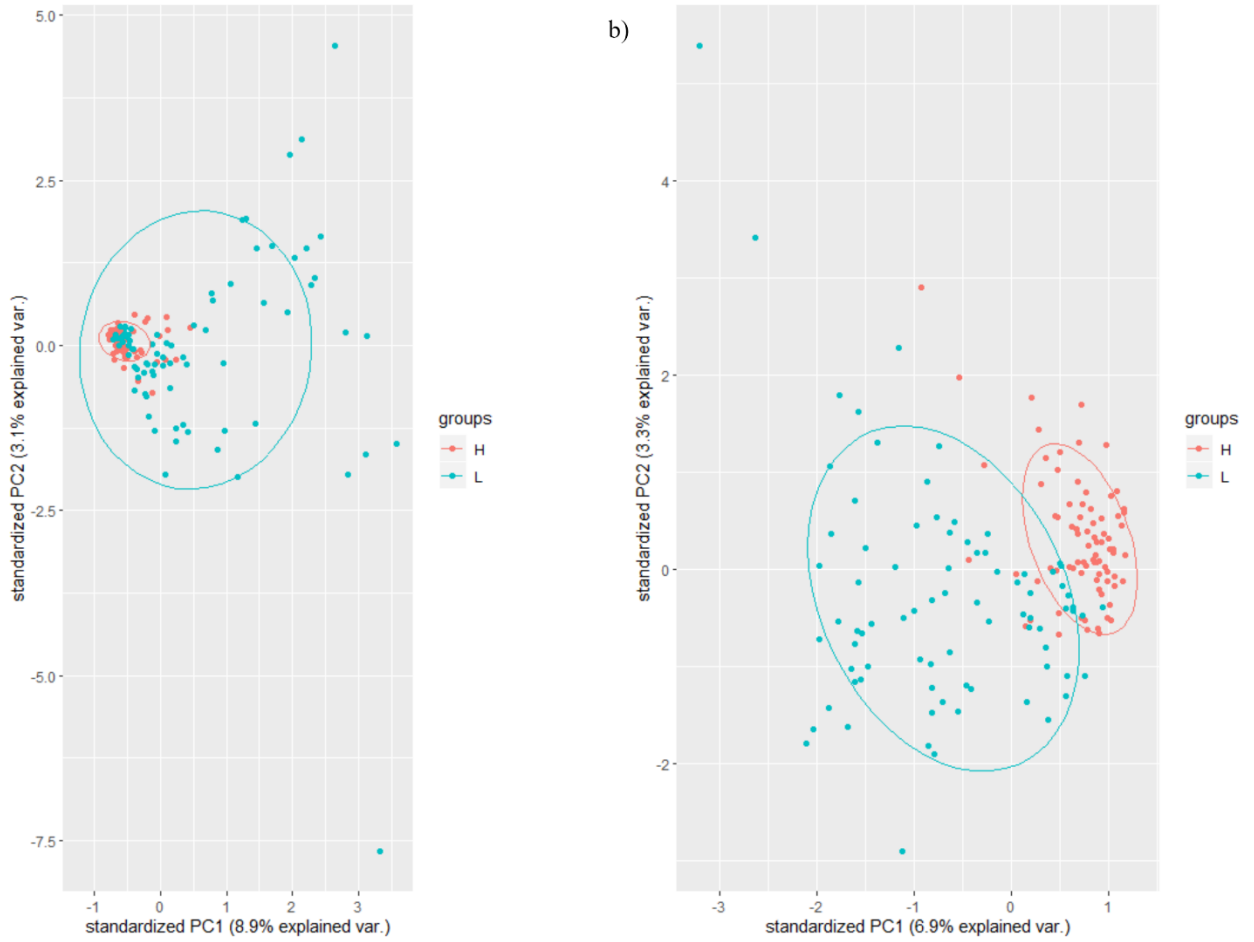 5.0
2.5
0.0
-2.5
-5.0
-7.5
standardized PC2 (3.1% explained var.)
-1 0 1 2 3
standardized PC1 (8.9% explained var.)
groups
H
L
b)
4
2
0
-2
standardized PC2 (3.3% explained var.)
-3 -2 -1 0 1
standardized PC1 (6.9% explained var.)
groups
H
L